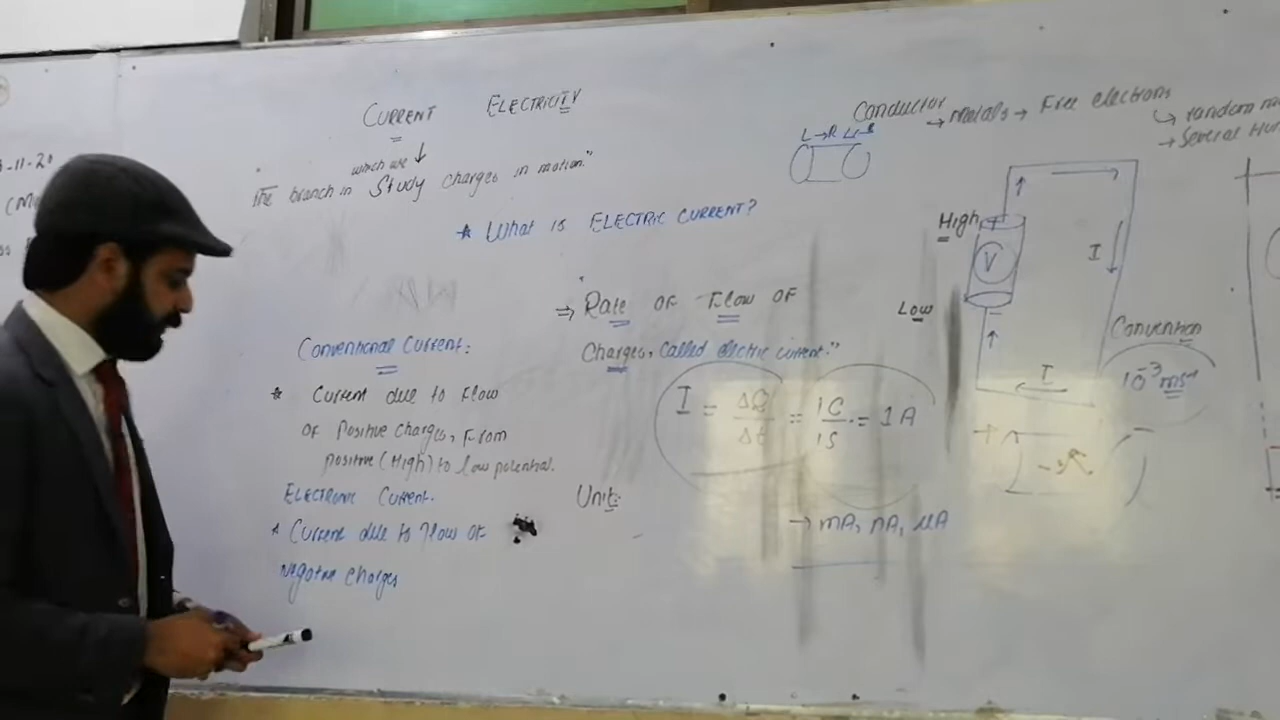 CURRENT ELECTRICITY
which we ↓
The branch in Study charges in motion."
* What is ELECTRIC CURRENT?
⇒ Rate OF Flow OF
Charges, Called electric current."
I = ΔQ/Δt = 1C/1S = 1A
Unit:
→ mA, nA, μA
Conventional Current:
* Current due to Flow
OF Positive Charges, From
positive (High) to low potential.
ELECTRONIC Current.
* Current due to Flow OF
negative charges
Conductor
→ metals → Free electrons
↳ random
→ Several
L→R L→R
High +
V
Low -
I
I
Convention
10⁻³ms⁻¹
+
-11-20